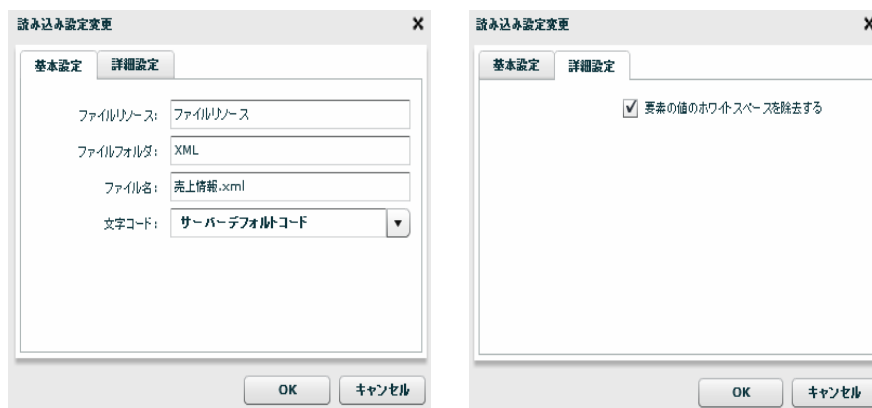 読み込み設定変更
基本設定
詳細設定
ファイルリソース:
ファイルリソース
ファイルフォルダ:
XML
ファイル名:
売上情報.xml
文字コード:
サーバーデフォルトコード
OK
キャンセル
読み込み設定変更
基本設定
詳細設定
要素の値のホワイトスペースを除去する
OK
キャンセル